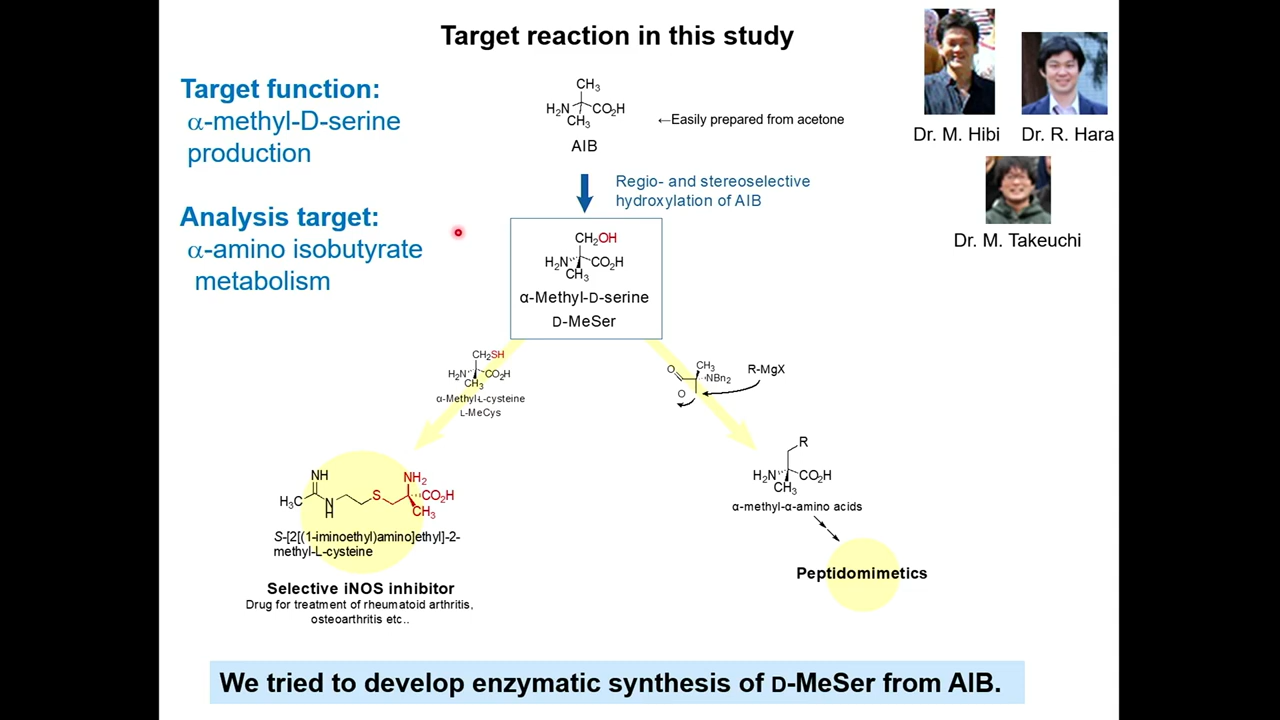 Target reaction in this study
Target function:
α-methyl-D-serine
production
Analysis target:
α-amino isobutyrate
metabolism
CH3
H2N CO2H
CH3
AIB
←Easily prepared from acetone
Regio- and stereoselective
hydroxylation of AIB
CH2OH
H2N CO2H
CH3
α-Methyl-D-serine
D-MeSer
Dr. M. Hibi
Dr. R. Hara
Dr. M. Takeuchi
CH2SH
H2N CO2H
CH3
α-Methyl-L-cysteine
L-MeCys
CH3
O NBn2
O
R-MgX
NH NH2
H3C N S CO2H
H CH3
S-[2[(1-iminoethyl)amino]ethyl]-2-
methyl-L-cysteine
Selective iNOS inhibitor
Drug for treatment of rheumatoid arthritis,
osteoarthritis etc..
R
H2N CO2H
CH3
α-methyl-α-amino acids
Peptidomimetics
We tried to develop enzymatic synthesis of D-MeSer from AIB.